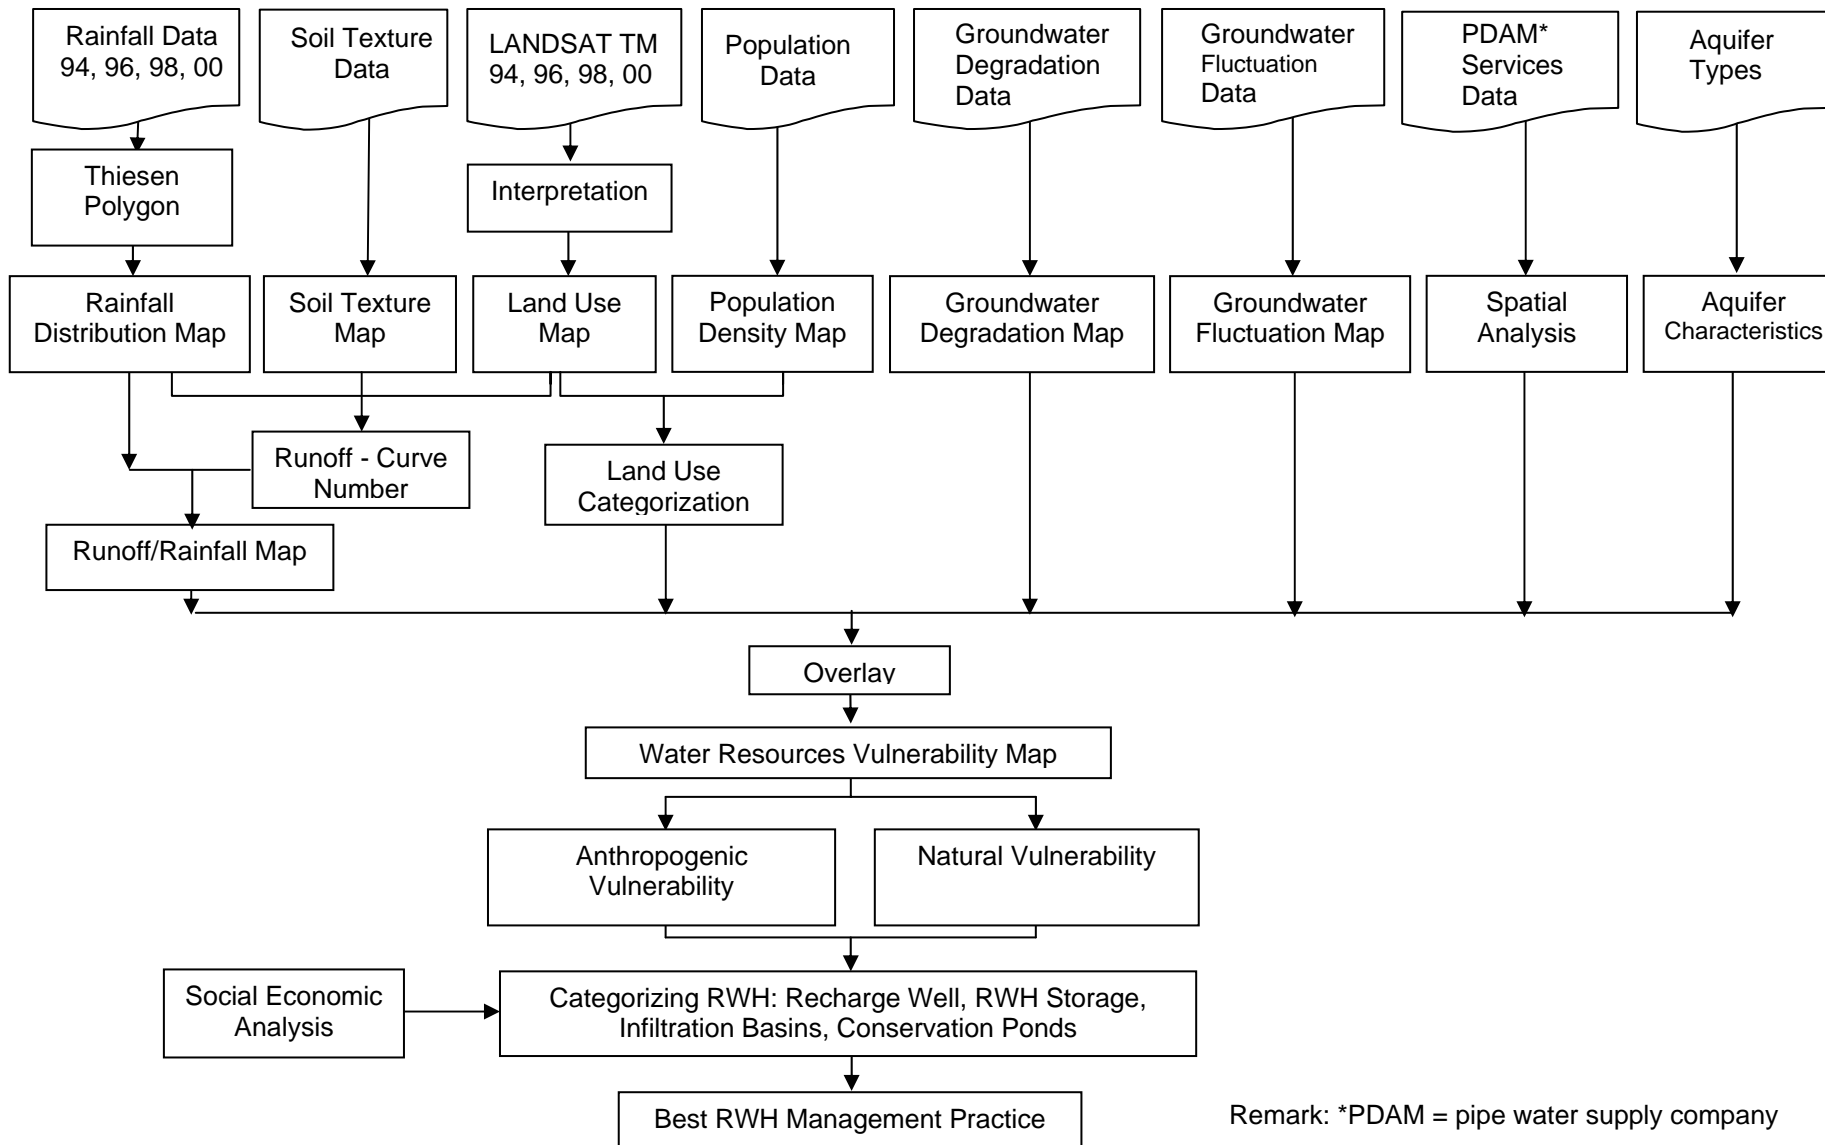 Rainfall Data
94, 96, 98, 00
Soil Texture
Data
LANDSAT TM
94, 96, 98, 00
Population
Data
Groundwater
Degradation
Data
Groundwater
Fluctuation
Data
PDAM*
Services
Data
Aquifer
Types
Thiesen
Polygon
Interpretation
Rainfall
Distribution Map
Soil Texture
Map
Land Use
Map
Population
Density Map
Groundwater
Degradation Map
Groundwater
Fluctuation Map
Spatial
Analysis
Aquifer
Characteristics
Runoff - Curve
Number
Land Use
Categorization
Runoff/Rainfall Map
Overlay
Water Resources Vulnerability Map
Anthropogenic
Vulnerability
Natural Vulnerability
Social Economic
Analysis
Categorizing RWH: Recharge Well, RWH Storage,
Infiltration Basins, Conservation Ponds
Best RWH Management Practice
Remark: *PDAM = pipe water supply company